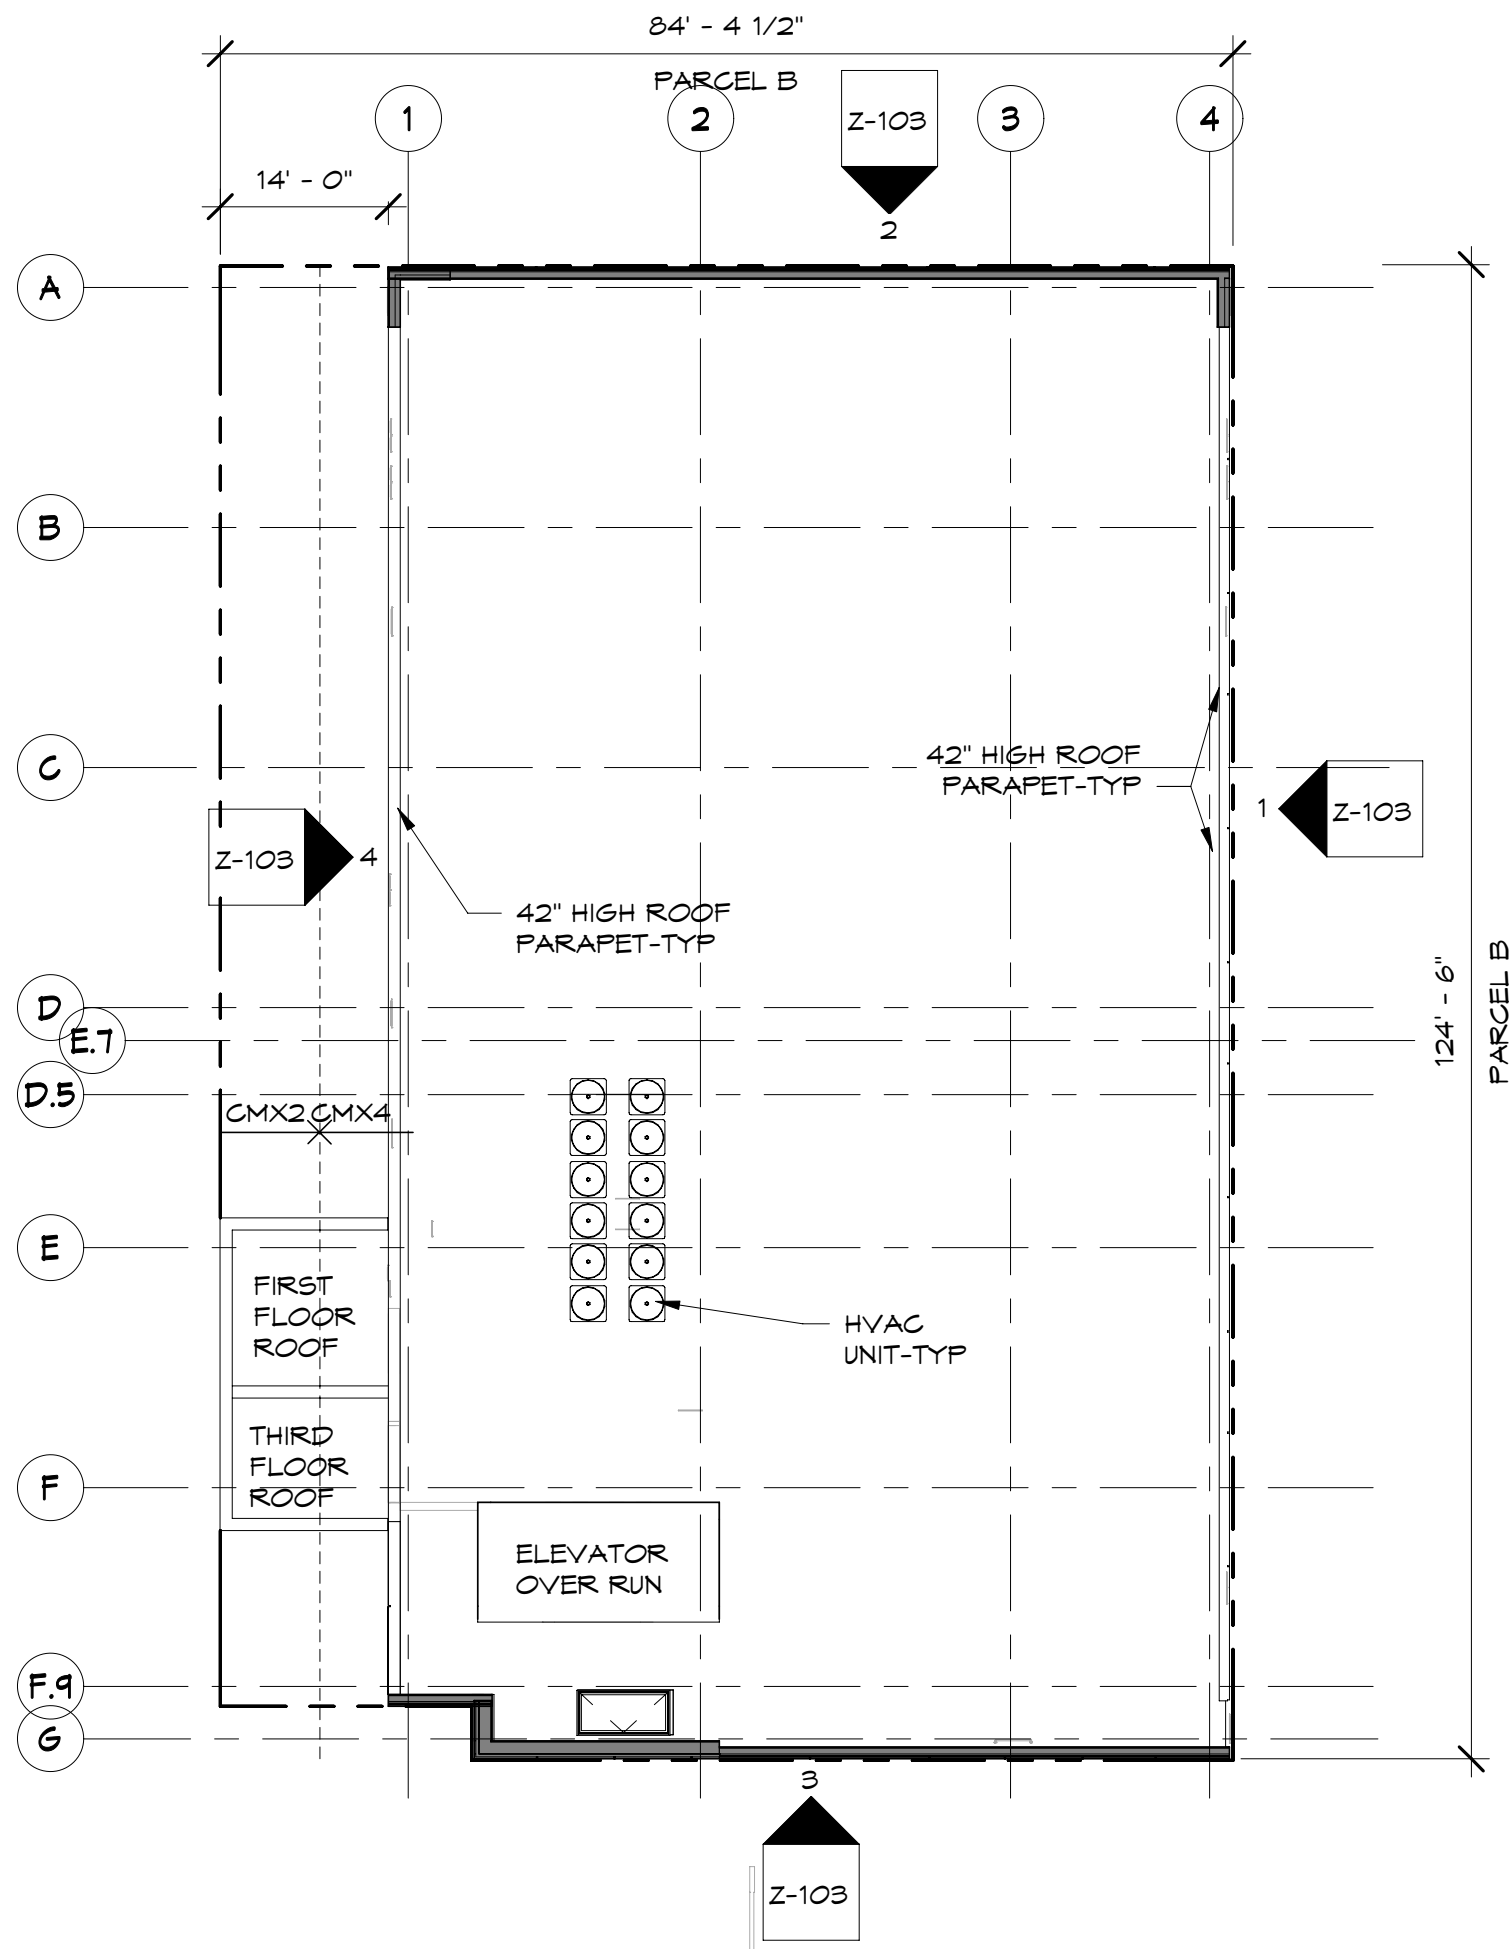 84' - 4 1/2"
PARCEL B
1
2
Z-103
3
4
14' - 0"
2
A
B
C
42" HIGH ROOF
PARAPET-TYP
1
Z-103
Z-103
4
42" HIGH ROOF
PARAPET-TYP
124' - 6"
PARCEL B
D
E.7
D.5
CMX2
CMX4
E
FIRST
FLOOR
ROOF
HVAC
UNIT-TYP
THIRD
FLOOR
ROOF
F
ELEVATOR
OVER RUN
F.9
G
3
Z-103